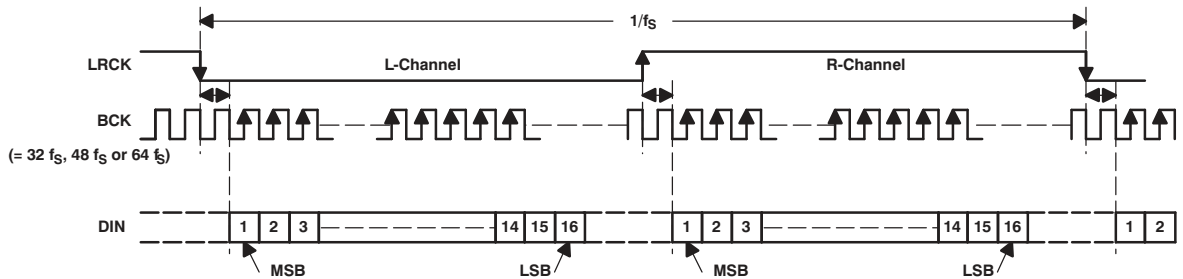 1/fS
LRCK
L-Channel
R-Channel
BCK
(= 32 fS, 48 fS or 64 fS)
DIN
1 2 3 14 15 16 1 2 3 14 15 16 1 2
MSB LSB MSB LSB